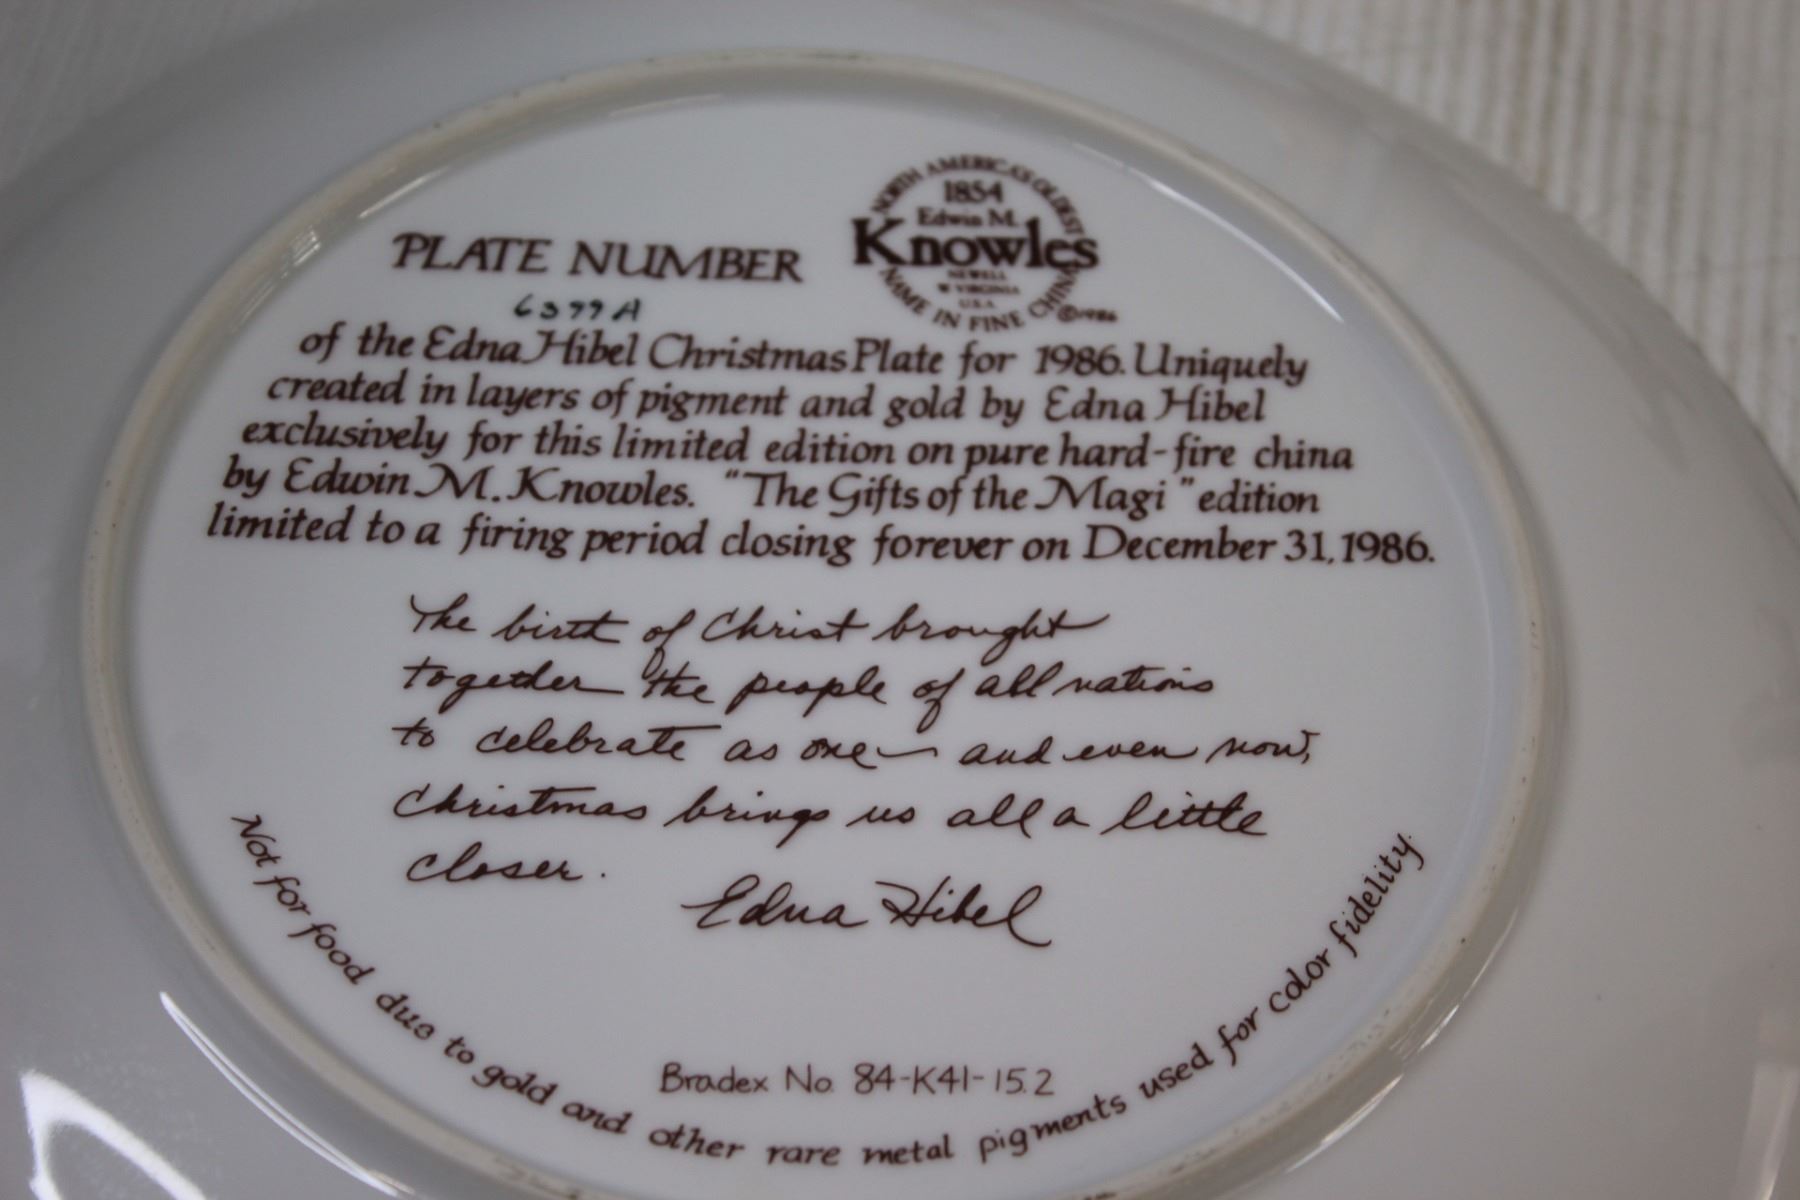 NORTH AMERICA'S OLDEST
1854
Edwin M.
Knowles
NEWELL
W VIRGINIA
U.S.A.
NAME IN FINE CHINA
©1986
PLATE NUMBER
6399A
of the Edna Hibel Christmas Plate for 1986. Uniquely
created in layers of pigment and gold by Edna Hibel
exclusively for this limited edition on pure hard-fire china
by Edwin M. Knowles. "The Gifts of the Magi" edition
limited to a firing period closing forever on December 31, 1986.
The birth of Christ brought
together the people of all nations
to celebrate as one – and even now,
Christmas brings us all a little
closer.
Edna Hibel
Bradex No. 84-K41-15.2
Not for food due to gold and other rare metal pigments used for color fidelity.